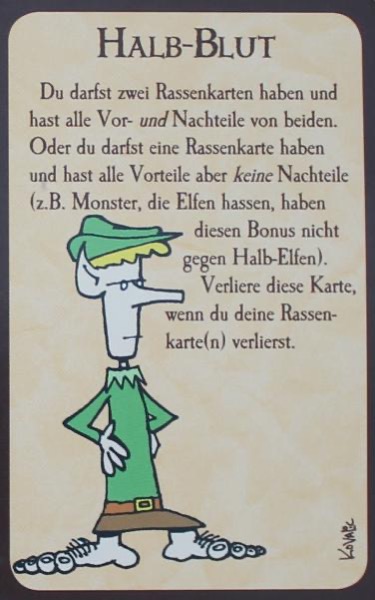 HALB-BLUT
Du darfst zwei Rassenkarten haben und
hast alle Vor- und Nachteile von beiden.
Oder du darfst eine Rassenkarte haben
und hast alle Vorteile aber keine Nachteile
(z.B. Monster, die Elfen hassen, haben
diesen Bonus nicht
gegen Halb-Elfen).
Verliere diese Karte,
wenn du deine Rassen-
karte(n) verlierst.
KOVALIC